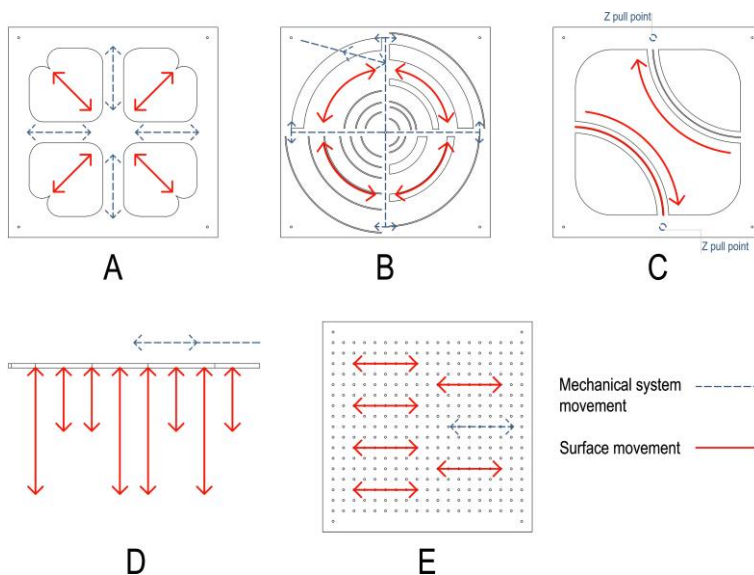 Z pull point
A
B
C
Z pull point
D
E
Mechanical system
movement
Surface movement